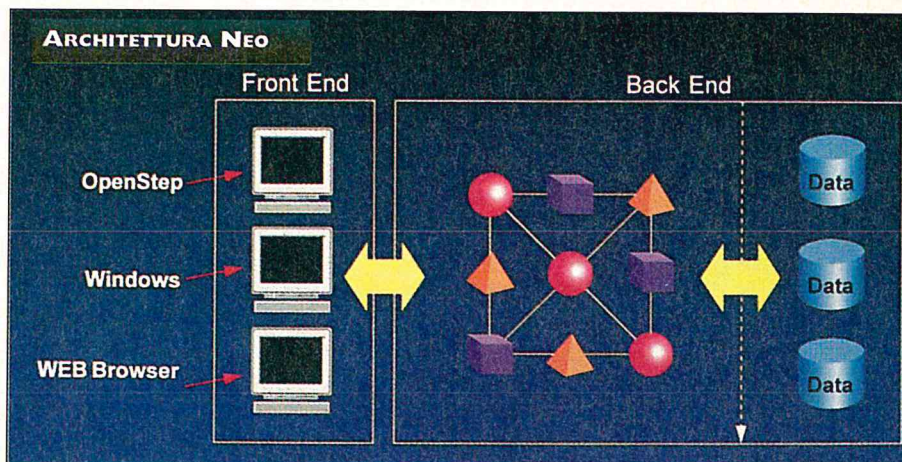 ARCHITETTURA NEO
Front End
Back End
OpenStep
Windows
WEB Browser
Data
Data
Data